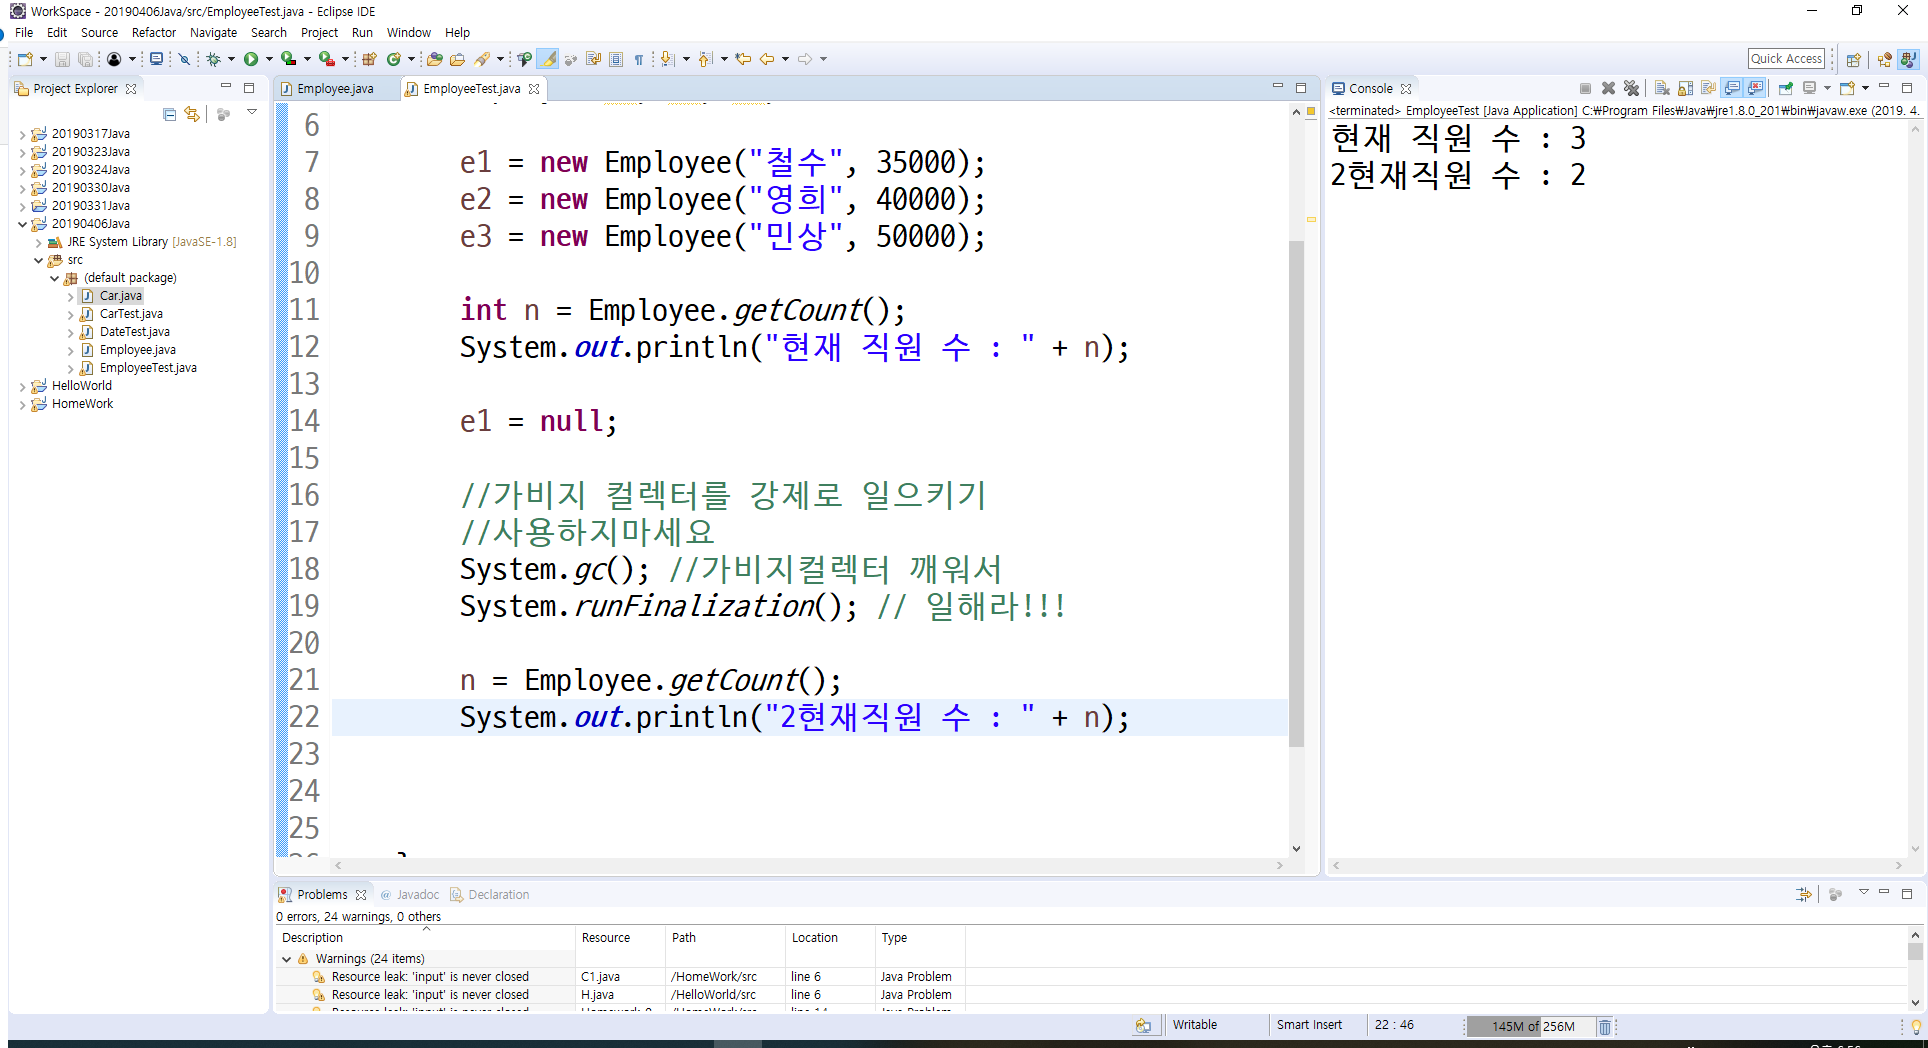 WorkSpace - 20190406Java/src/EmployeeTest.java - Eclipse IDE
File Edit Source Refactor Navigate Search Project Run Window Help
Quick Access
Project Explorer
20190317Java
20190323Java
20190324Java
20190330Java
20190331Java
20190406Java
JRE System Library [JavaSE-1.8]
src
(default package)
Car.java
CarTest.java
DateTest.java
Employee.java
EmployeeTest.java
HelloWorld
HomeWork
Employee.java EmployeeTest.java
6
7 e1 = new Employee("철수", 35000);
8 e2 = new Employee("영희", 40000);
9 e3 = new Employee("민상", 50000);
10
11 int n = Employee.getCount();
12 System.out.println("현재 직원 수 : " + n);
13
14 e1 = null;
15
16 //가비지 컬렉터를 강제로 일으키기
17 //사용하지마세요
18 System.gc(); //가비지컬렉터 깨워서
19 System.runFinalization(); // 일해라!!!
20
21 n = Employee.getCount();
22 System.out.println("2현재직원 수 : " + n);
23
24
25
Console
<terminated> EmployeeTest [Java Application] C:₩Program Files₩Java₩jre1.8.0_201₩bin₩javaw.exe (2019. 4.
현재 직원 수 : 3
2현재직원 수 : 2
Problems @ Javadoc Declaration
0 errors, 24 warnings, 0 others
Description Resource Path Location Type
Warnings (24 items)
Resource leak: 'input' is never closed C1.java /HomeWork/src line 6 Java Problem
Resource leak: 'input' is never closed H.java /HelloWorld/src line 6 Java Problem
Writable Smart Insert 22 : 46 145M of 256M